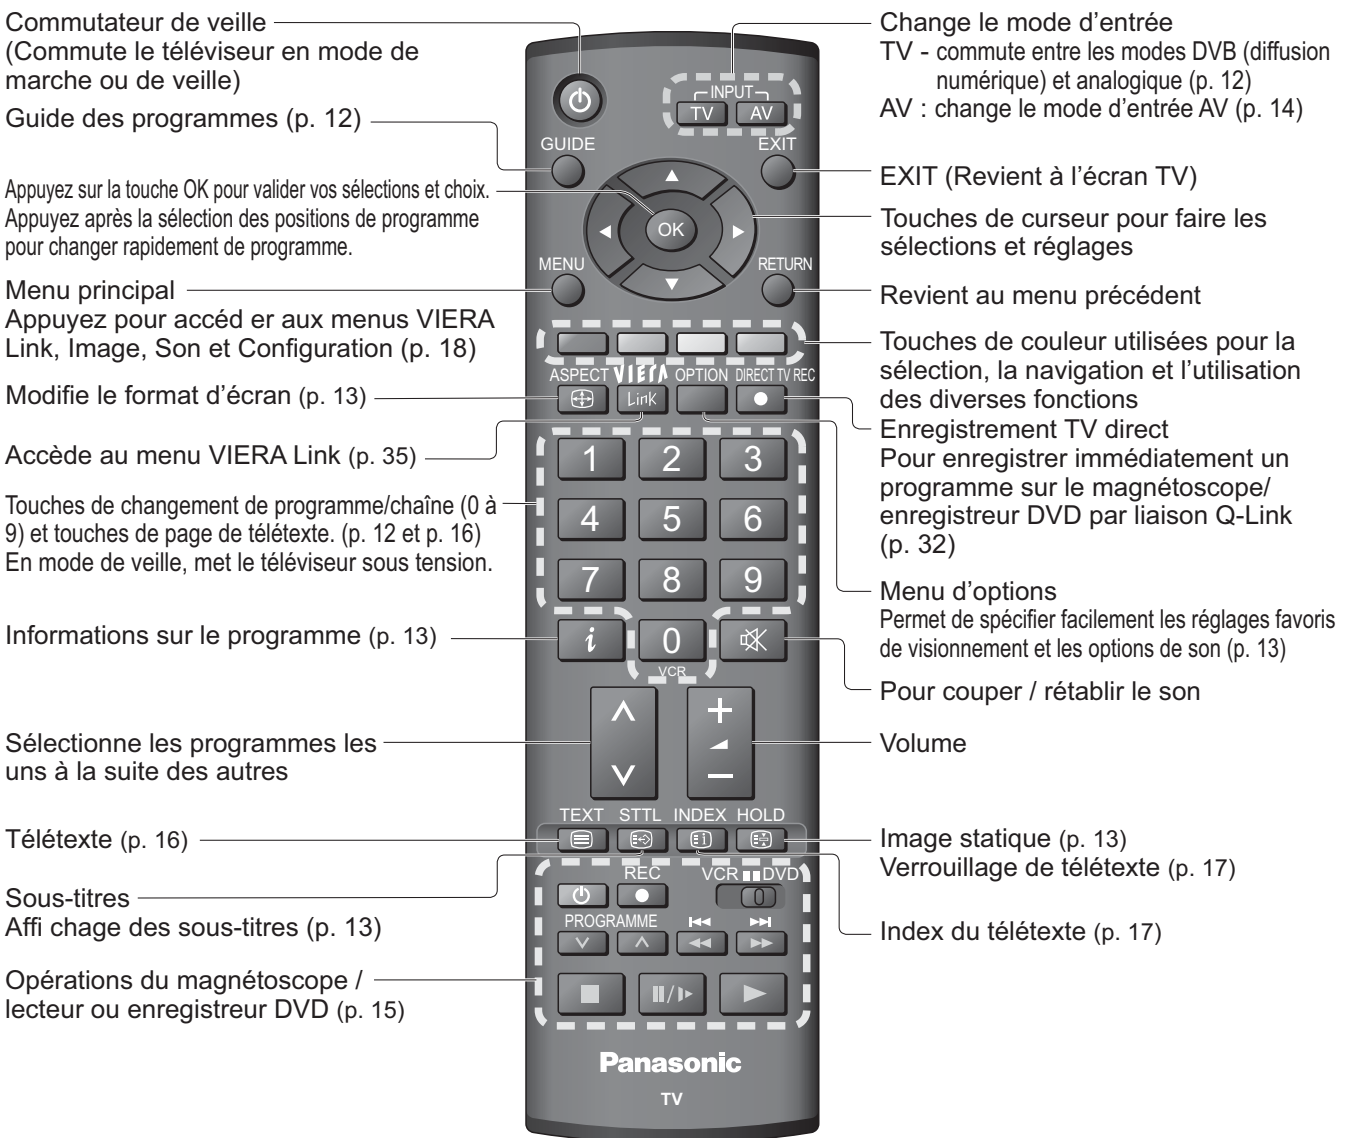 Commutateur de veille
(Commute le téléviseur en mode de
marche ou de veille)
Guide des programmes (p. 12)
Appuyez sur la touche OK pour valider vos sélections et choix.
Appuyez après la sélection des positions de programme
pour changer rapidement de programme.
Menu principal
Appuyez pour accéd er aux menus VIERA
Link, Image, Son et Configuration (p. 18)
Modifie le format d'écran (p. 13)
Accède au menu VIERA Link (p. 35)
Touches de changement de programme/chaîne (0 à
9) et touches de page de télétexte. (p. 12 et p. 16)
En mode de veille, met le téléviseur sous tension.
Informations sur le programme (p. 13)
Sélectionne les programmes les
uns à la suite des autres
Télétexte (p. 16)
Sous-titres
Affi chage des sous-titres (p. 13)
Opérations du magnétoscope /
lecteur ou enregistreur DVD (p. 15)
INPUT
TV AV
GUIDE EXIT
OK
MENU RETURN
ASPECT VIERA OPTION DIRECT TV REC
Link
1 2 3
4 5 6
7 8 9
i 0
VCR
+
−
TEXT STTL INDEX HOLD
REC VCR DVD
PROGRAMME
Panasonic
TV
Change le mode d'entrée
TV - commute entre les modes DVB (diffusion
numérique) et analogique (p. 12)
AV : change le mode d'entrée AV (p. 14)
EXIT (Revient à l'écran TV)
Touches de curseur pour faire les
sélections et réglages
Revient au menu précédent
Touches de couleur utilisées pour la
sélection, la navigation et l'utilisation
des diverses fonctions
Enregistrement TV direct
Pour enregistrer immédiatement un
programme sur le magnétoscope/
enregistreur DVD par liaison Q-Link
(p. 32)
Menu d'options
Permet de spécifier facilement les réglages favoris
de visionnement et les options de son (p. 13)
Pour couper / rétablir le son
Volume
Image statique (p. 13)
Verrouillage de télétexte (p. 17)
Index du télétexte (p. 17)